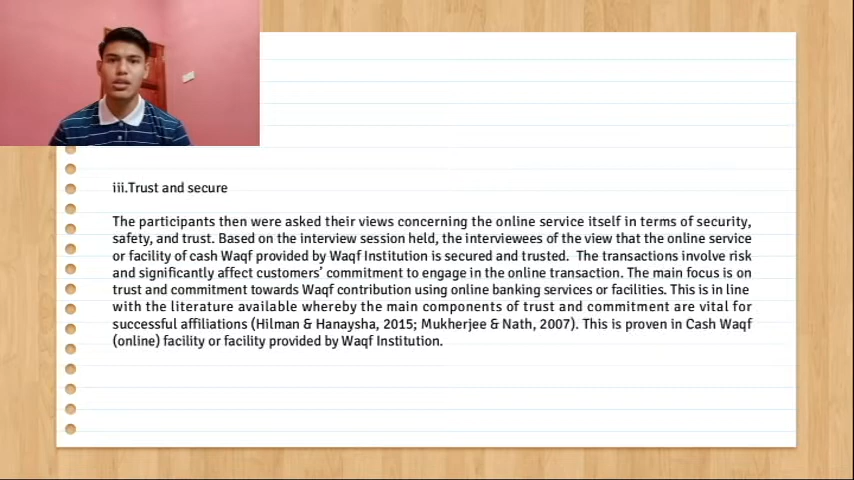 iii.Trust and secure
The participants then were asked their views concerning the online service itself in terms of security,
safety, and trust. Based on the interview session held, the interviewees of the view that the online service
or facility of cash Waqf provided by Waqf Institution is secured and trusted.  The transactions involve risk
and significantly affect customers’ commitment to engage in the online transaction. The main focus is on
trust and commitment towards Waqf contribution using online banking services or facilities. This is in line
with the literature available whereby the main components of trust and commitment are vital for
successful affiliations (Hilman & Hanaysha, 2015; Mukherjee & Nath, 2007). This is proven in Cash Waqf
(online) facility or facility provided by Waqf Institution.